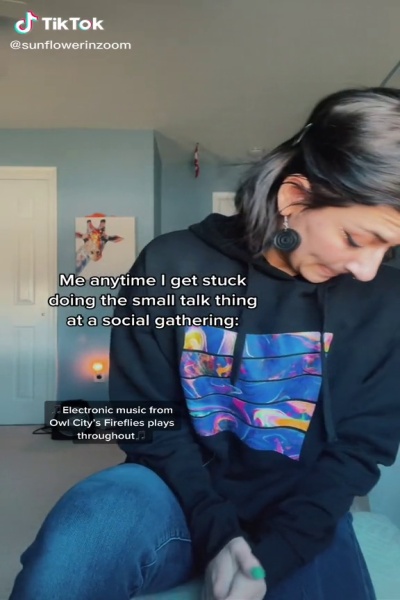 TikTok
@sunflowerinzoom
Me anytime I get stuck
doing the small talk thing
at a social gathering:
🎵Electronic music from
Owl City's Fireflies plays
throughout🎵